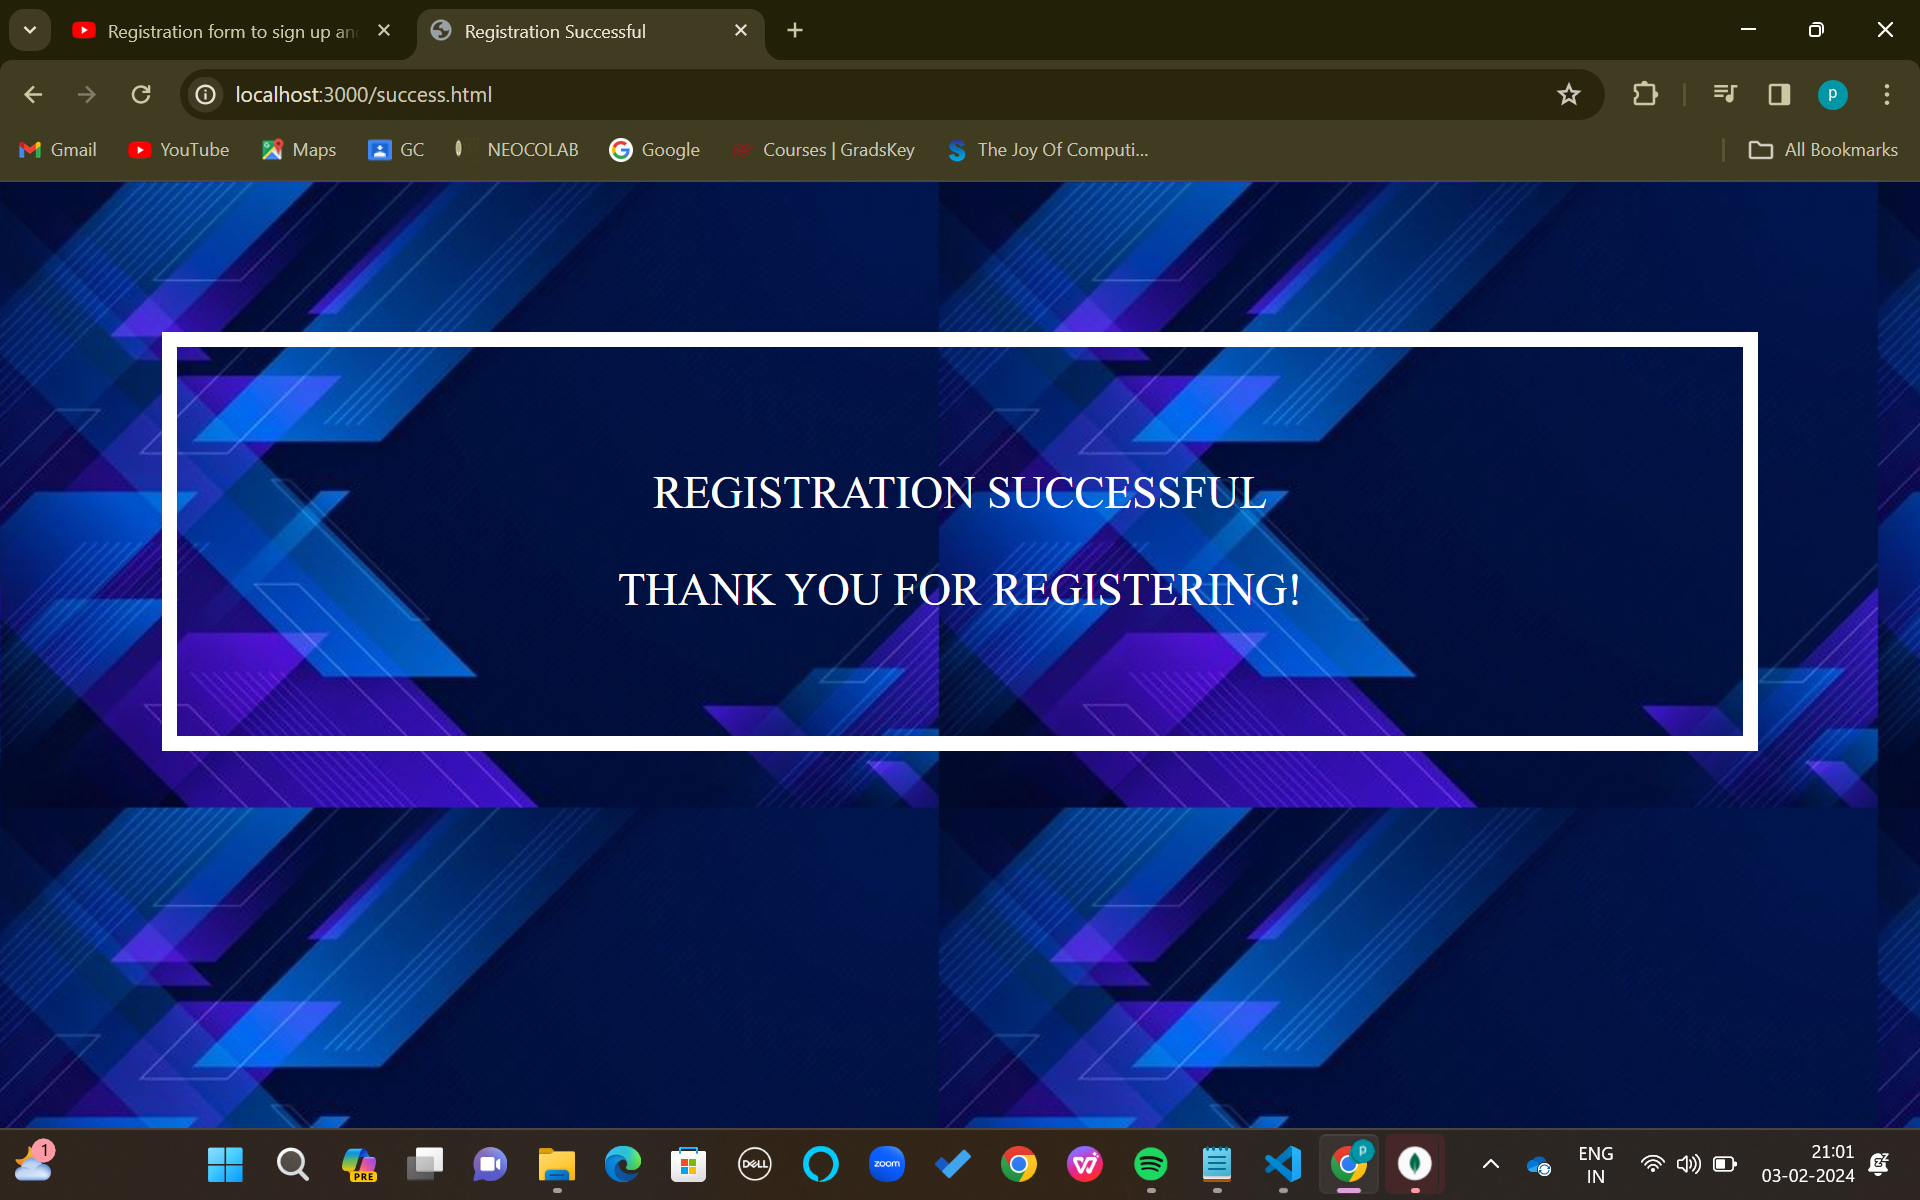 Registration form to sign up an
Registration Successful
localhost:3000/success.html
p
Gmail
YouTube
Maps
GC
NEOCOLAB
Google
Courses | GradsKey
The Joy Of Computi...
All Bookmarks
REGISTRATION SUCCESSFUL
THANK YOU FOR REGISTERING!
1
PRE
DELL
zoom
p
ENG
IN
21:01
03-02-2024